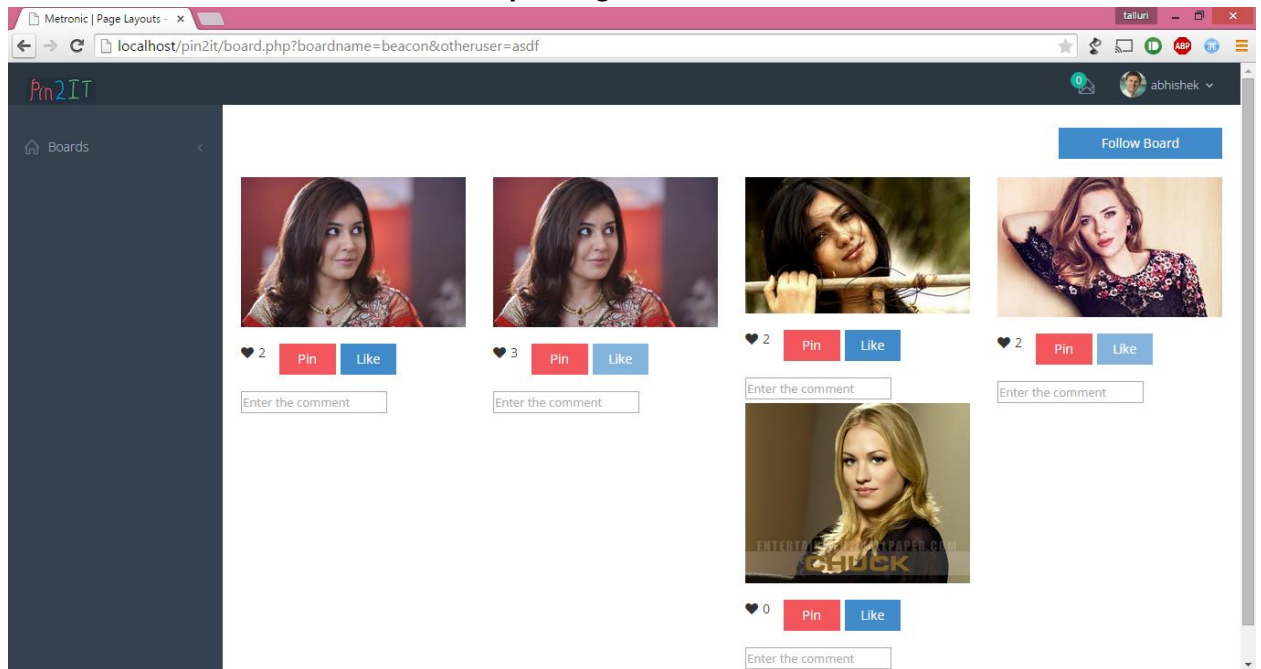 Metronic | Page Layouts -
talluri
localhost/pin2it/board.php?boardname=beacon&otheruser=asdf
ABP
Pin2IT
0
abhishek
Boards
Follow Board
2 Pin Like
3 Pin Like
2 Pin Like
2 Pin Like
Enter the comment
Enter the comment
Enter the comment
Enter the comment
CHUCK
0 Pin Like
Enter the comment